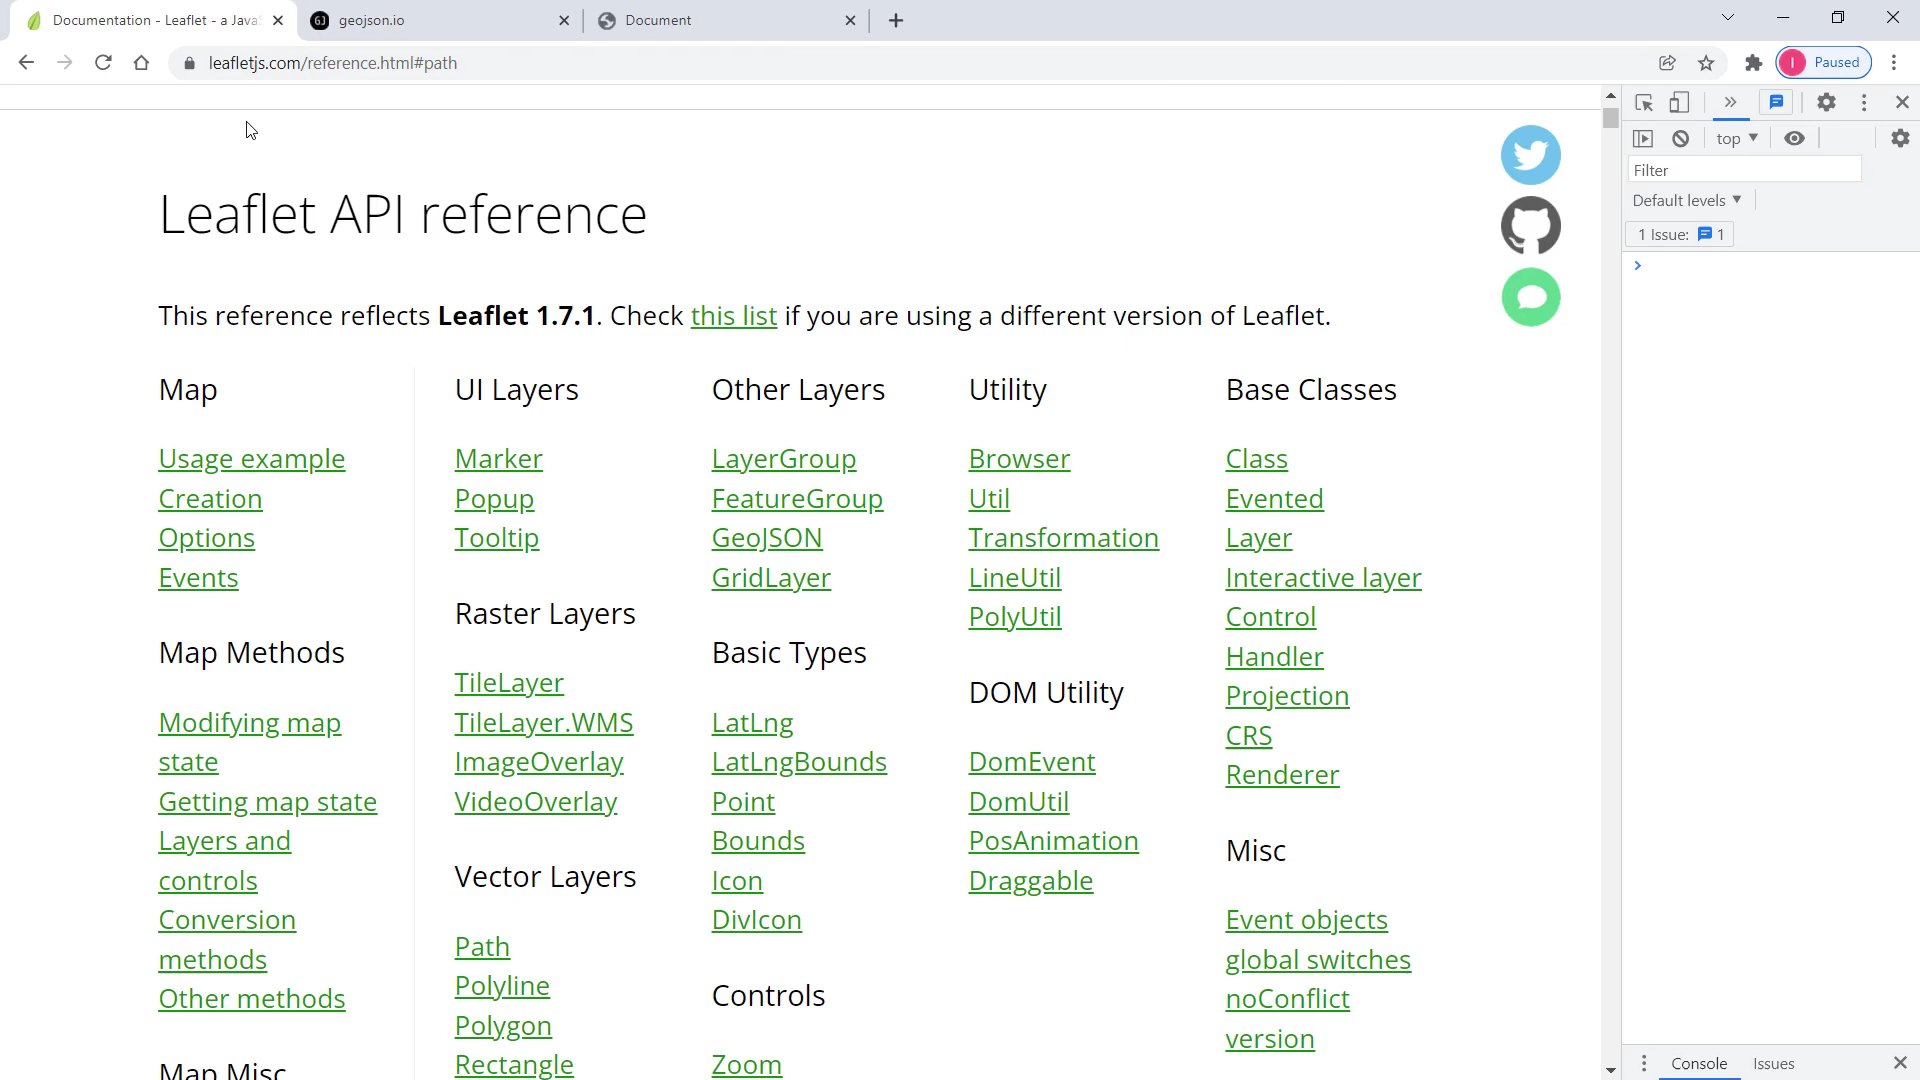 Documentation - Leaflet - a Java
geojson.io
Document
leafletjs.com/reference.html#path
Paused
top
Filter
Default levels
1 Issue: 1
Leaflet API reference
This reference reflects Leaflet 1.7.1. Check this list if you are using a different version of Leaflet.
Map
Usage example
Creation
Options
Events
Map Methods
Modifying map
state
Getting map state
Layers and
controls
Conversion
methods
Other methods
Map Misc
UI Layers
Marker
Popup
Tooltip
Raster Layers
TileLayer
TileLayer.WMS
ImageOverlay
VideoOverlay
Vector Layers
Path
Polyline
Polygon
Rectangle
Other Layers
LayerGroup
FeatureGroup
GeoJSON
GridLayer
Basic Types
LatLng
LatLngBounds
Point
Bounds
Icon
DivIcon
Controls
Zoom
Utility
Browser
Util
Transformation
LineUtil
PolyUtil
DOM Utility
DomEvent
DomUtil
PosAnimation
Draggable
Base Classes
Class
Evented
Layer
Interactive layer
Control
Handler
Projection
CRS
Renderer
Misc
Event objects
global switches
noConflict
version
Console
Issues